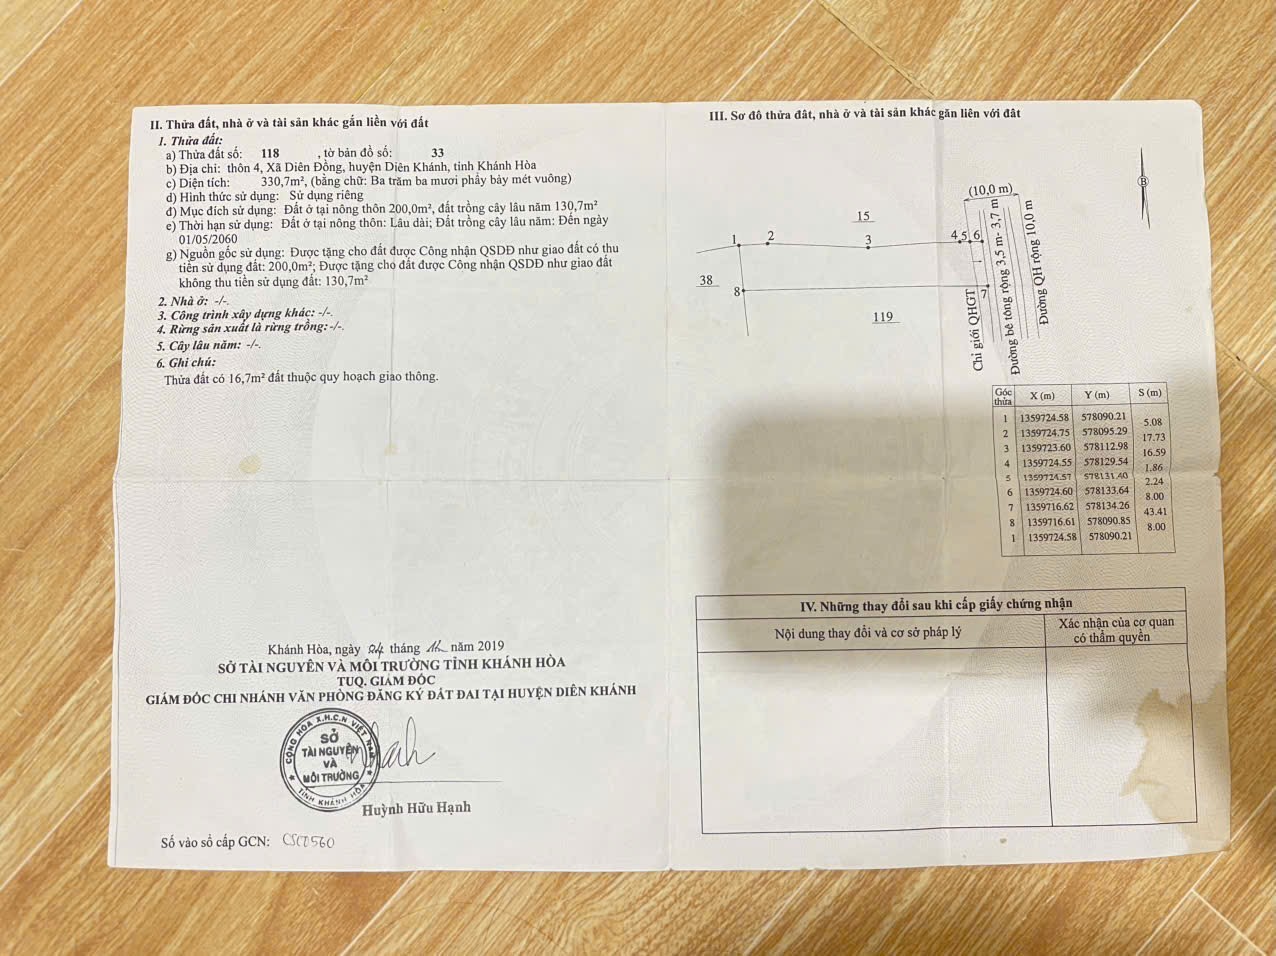 II. Thửa đất, nhà ở và tài sản khác gắn liền với đất
1. Thửa đất:
a) Thửa đất số: 118 , tờ bản đồ số: 33
b) Địa chỉ: thôn 4, Xã Diên Đồng, huyện Diên Khánh, tỉnh Khánh Hòa
c) Diện tích: 330,7m², (bằng chữ: Ba trăm ba mươi phẩy bảy mét vuông)
d) Hình thức sử dụng: Sử dụng riêng
đ) Mục đích sử dụng: Đất ở tại nông thôn 200,0m², đất trồng cây lâu năm 130,7m²
e) Thời hạn sử dụng: Đất ở tại nông thôn: Lâu dài; Đất trồng cây lâu năm: Đến ngày
01/05/2060
g) Nguồn gốc sử dụng: Được tặng cho đất được Công nhận QSDĐ như giao đất có thu
tiền sử dụng đất: 200,0m²; Được tặng cho đất được Công nhận QSDĐ như giao đất
không thu tiền sử dụng đất: 130,7m²
2. Nhà ở: -/-.
3. Công trình xây dựng khác: -/-.
4. Rừng sản xuất là rừng trồng: -/-.
5. Cây lâu năm: -/-.
6. Ghi chú:
Thửa đất có 16,7m² đất thuộc quy hoạch giao thông.
Khánh Hòa, ngày 04 tháng 11 năm 2019
SỞ TÀI NGUYÊN VÀ MÔI TRƯỜNG TỈNH KHÁNH HÒA
TUQ. GIÁM ĐỐC
GIÁM ĐỐC CHI NHÁNH VĂN PHÒNG ĐĂNG KÝ ĐẤT ĐAI TẠI HUYỆN DIÊN KHÁNH
CỘNG HÒA X.H.C.N VIỆT NAM
SỞ
TÀI NGUYÊN
VÀ
MÔI TRƯỜNG
TỈNH KHÁNH HÒA
Huỳnh Hữu Hạnh
Số vào sổ cấp GCN:
III. Sơ đồ thửa đất, nhà ở và tài sản khác gắn liền với đất
B
(10,0 m)
15
1 2 3 4 5 6
38
8 7
119
Chỉ giới QHGT
Đường bê tông rộng 3,5 m- 3,7 m
Đường QH rộng 10,0 m
Góc thửa X (m) Y (m) S (m)
1 1359724.58 578090.21
5.08
2 1359724.75 578095.29
17.73
3 1359723.60 578112.98
16.59
4 1359724.55 578129.54
1.86
5 1359724.57 578131.40
2.24
6 1359724.60 578133.64
8.00
7 1359716.62 578134.26
43.41
8 1359716.61 578090.85
8.00
1 1359724.58 578090.21
IV. Những thay đổi sau khi cấp giấy chứng nhận
Nội dung thay đổi và cơ sở pháp lý
Xác nhận của cơ quan
có thẩm quyền